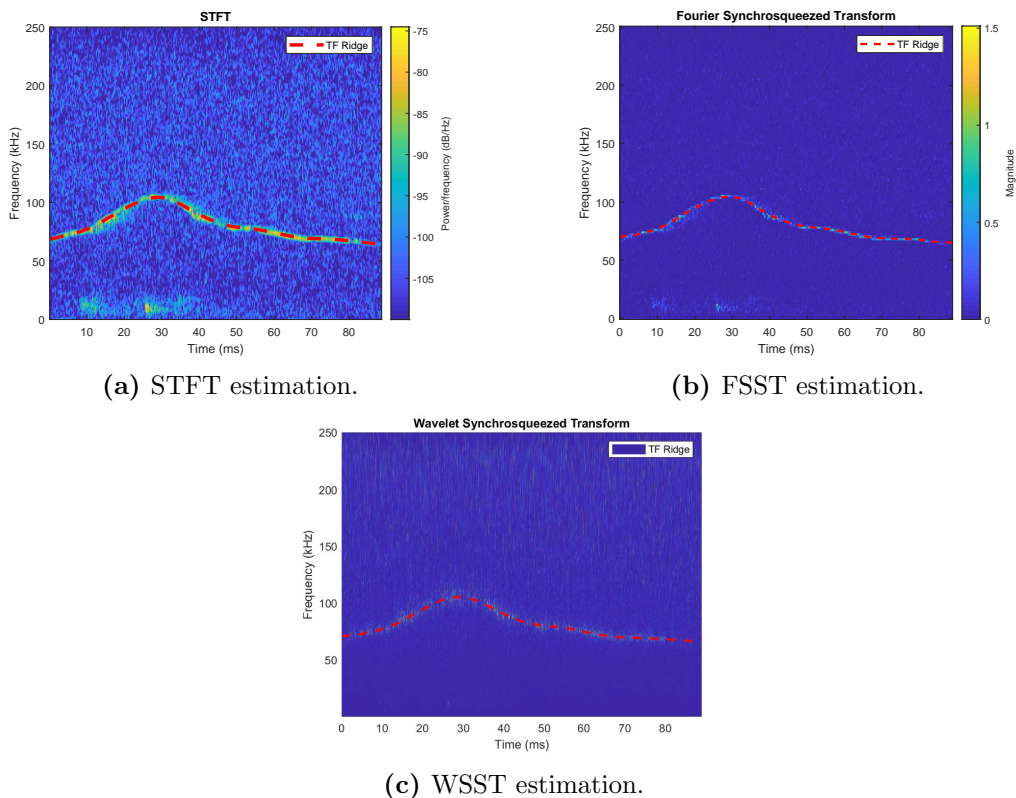 STFT
TF Ridge
250
200
150
100
50
0
10 20 30 40 50 60 70 80
Frequency (kHz)
Time (ms)
-75
-80
-85
-90
-95
-100
-105
Power/frequency (dB/Hz)
(a) STFT estimation.
Fourier Synchrosqueezed Transform
TF Ridge
250
200
150
100
50
0
0 10 20 30 40 50 60 70 80
Frequency (kHz)
Time (ms)
1.5
1
0.5
0
Magnitude
(b) FSST estimation.
Wavelet Synchrosqueezed Transform
TF Ridge
250
200
150
100
50
0 10 20 30 40 50 60 70 80
Frequency (kHz)
Time (ms)
(c) WSST estimation.